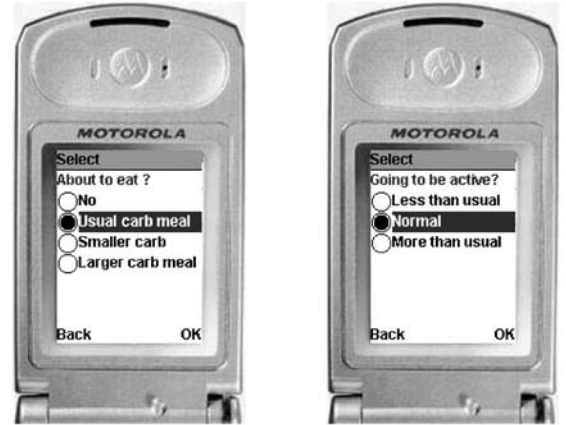 MOTOROLA
Select
About to eat ?
No
Usual carb meal
Smaller carb
Larger carb meal
Back OK
MOTOROLA
Select
Going to be active?
Less than usual
Normal
More than usual
Back OK